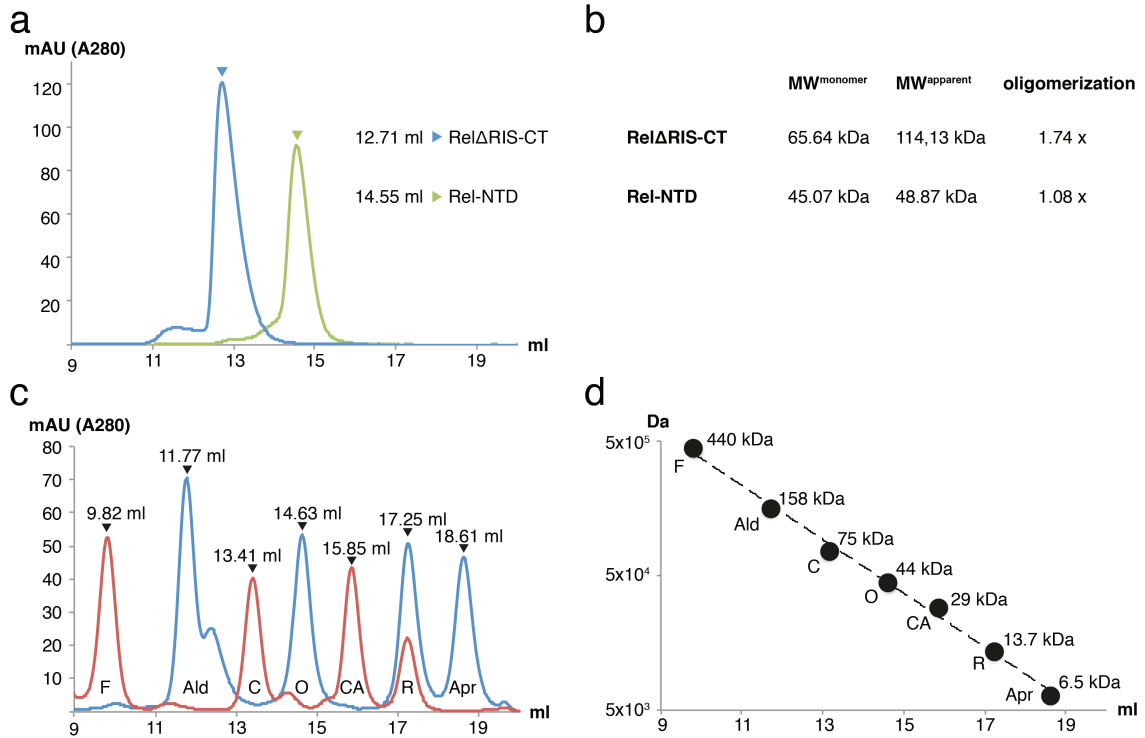 a
mAU (A280)
120
100
80
60
40
20
9 11 13 15 17 19
ml
12.71 ml RelΔRIS-CT
14.55 ml Rel-NTD
b
MWmonomer MWapparent oligomerization
RelΔRIS-CT 65.64 kDa 114,13 kDa 1.74 x
Rel-NTD 45.07 kDa 48.87 kDa 1.08 x
c
mAU (A280)
80
70
60
50
40
30
20
10
9.82 ml 11.77 ml 13.41 ml 14.63 ml 15.85 ml 17.25 ml 18.61 ml
F Ald C O CA R Apr
9 11 13 15 17 19
ml
d
Da
5x10⁵
5x10⁴
5x10³
440 kDa
F
158 kDa
Ald
75 kDa
C
44 kDa
O
29 kDa
CA
13.7 kDa
R
6.5 kDa
Apr
9 11 13 15 17 19
ml